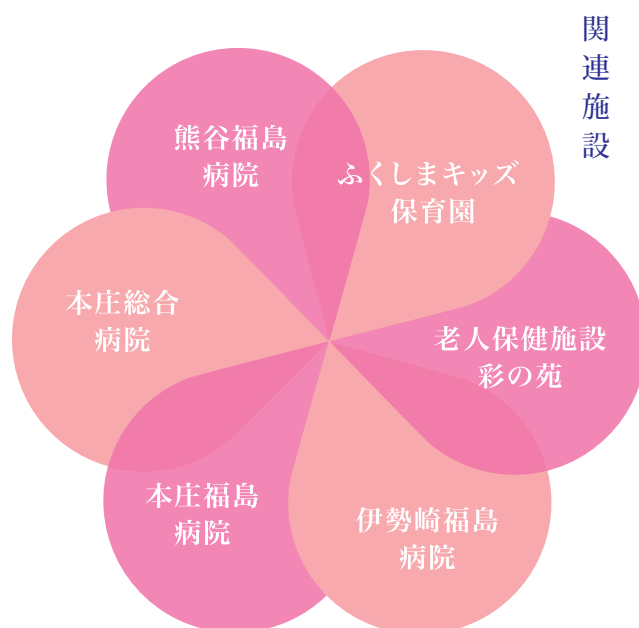 関連施設
熊谷福島
病院
ふくしまキッズ
保育園
本庄総合
病院
老人保健施設
彩の苑
本庄福島
病院
伊勢崎福島
病院